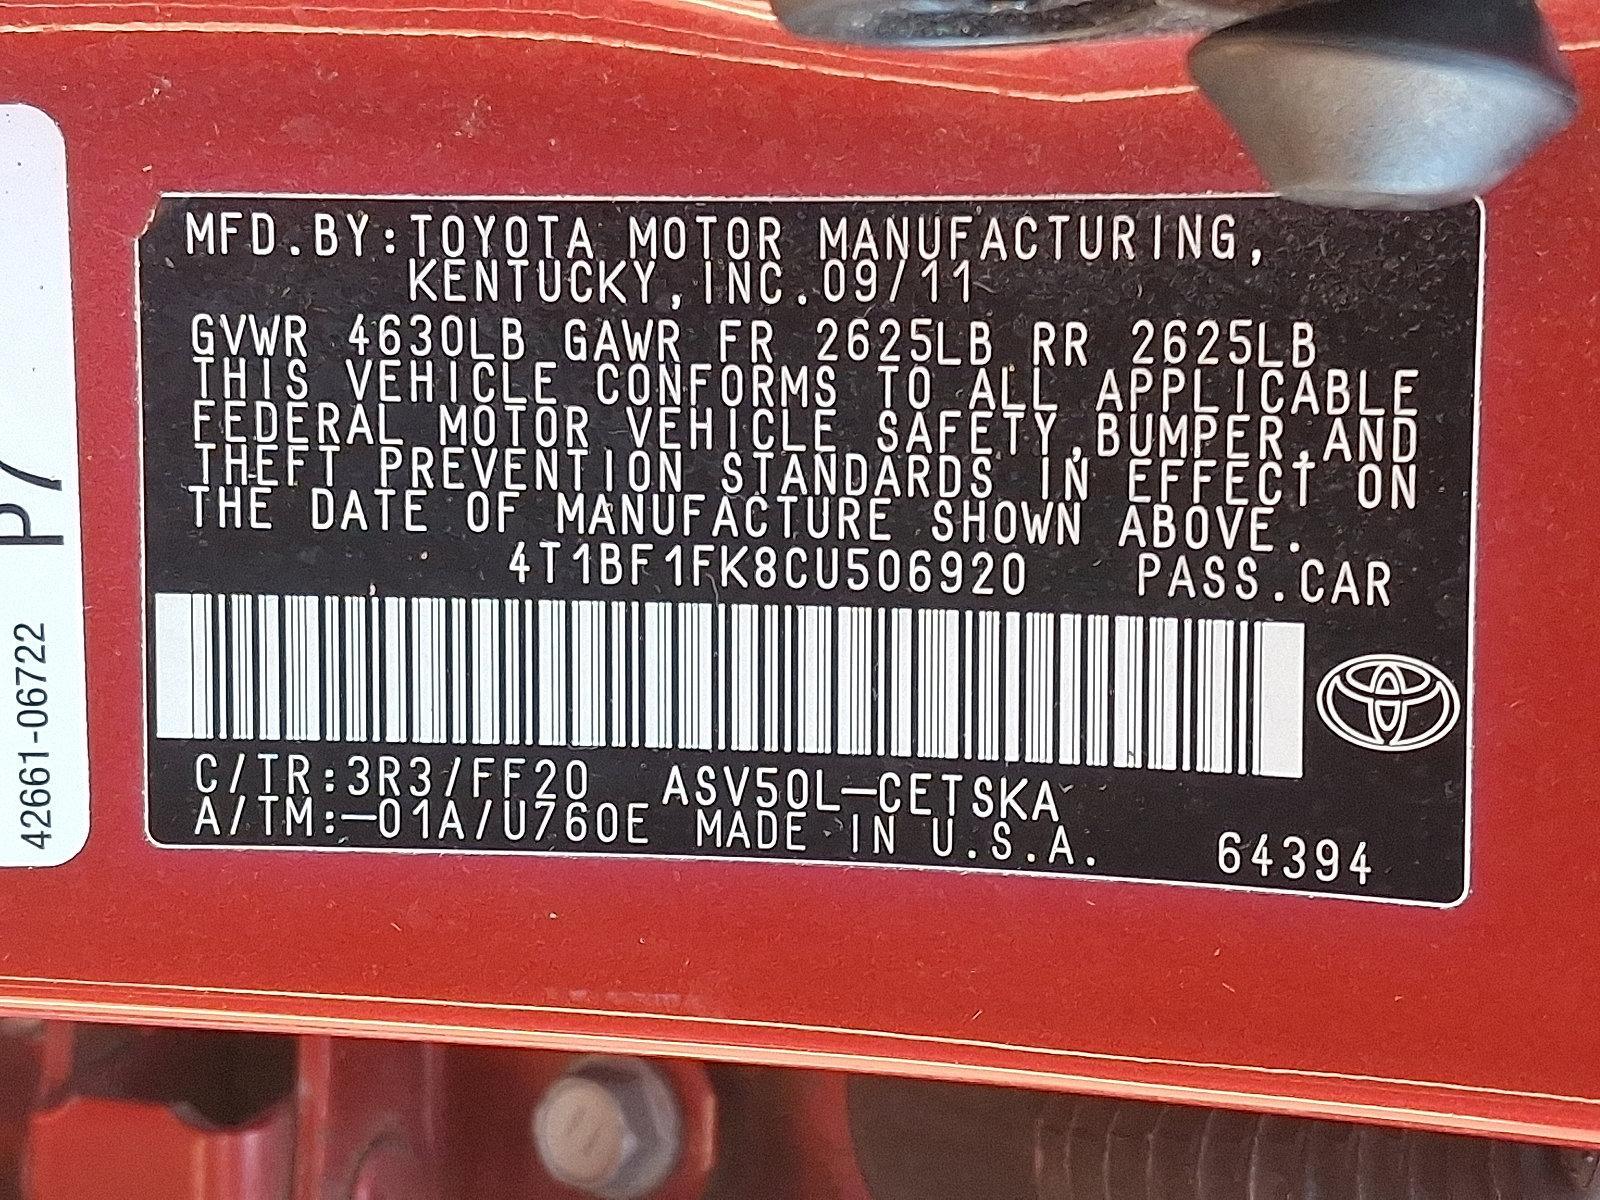 MFD.BY:TOYOTA MOTOR MANUFACTURING,
KENTUCKY,INC.09/11
GVWR 4630LB GAWR FR 2625LB RR 2625LB
THIS VEHICLE CONFORMS TO ALL APPLICABLE
FEDERAL MOTOR VEHICLE SAFETY,BUMPER,AND
THEFT PREVENTION STANDARDS IN EFFECT ON
THE DATE OF MANUFACTURE SHOWN ABOVE.
4T1BF1FK8CU506920 PASS.CAR
C/TR:3R3/FF20 ASV50L-CETSKA
A/TM:-01A/U760E MADE IN U.S.A. 64394
42661-06722